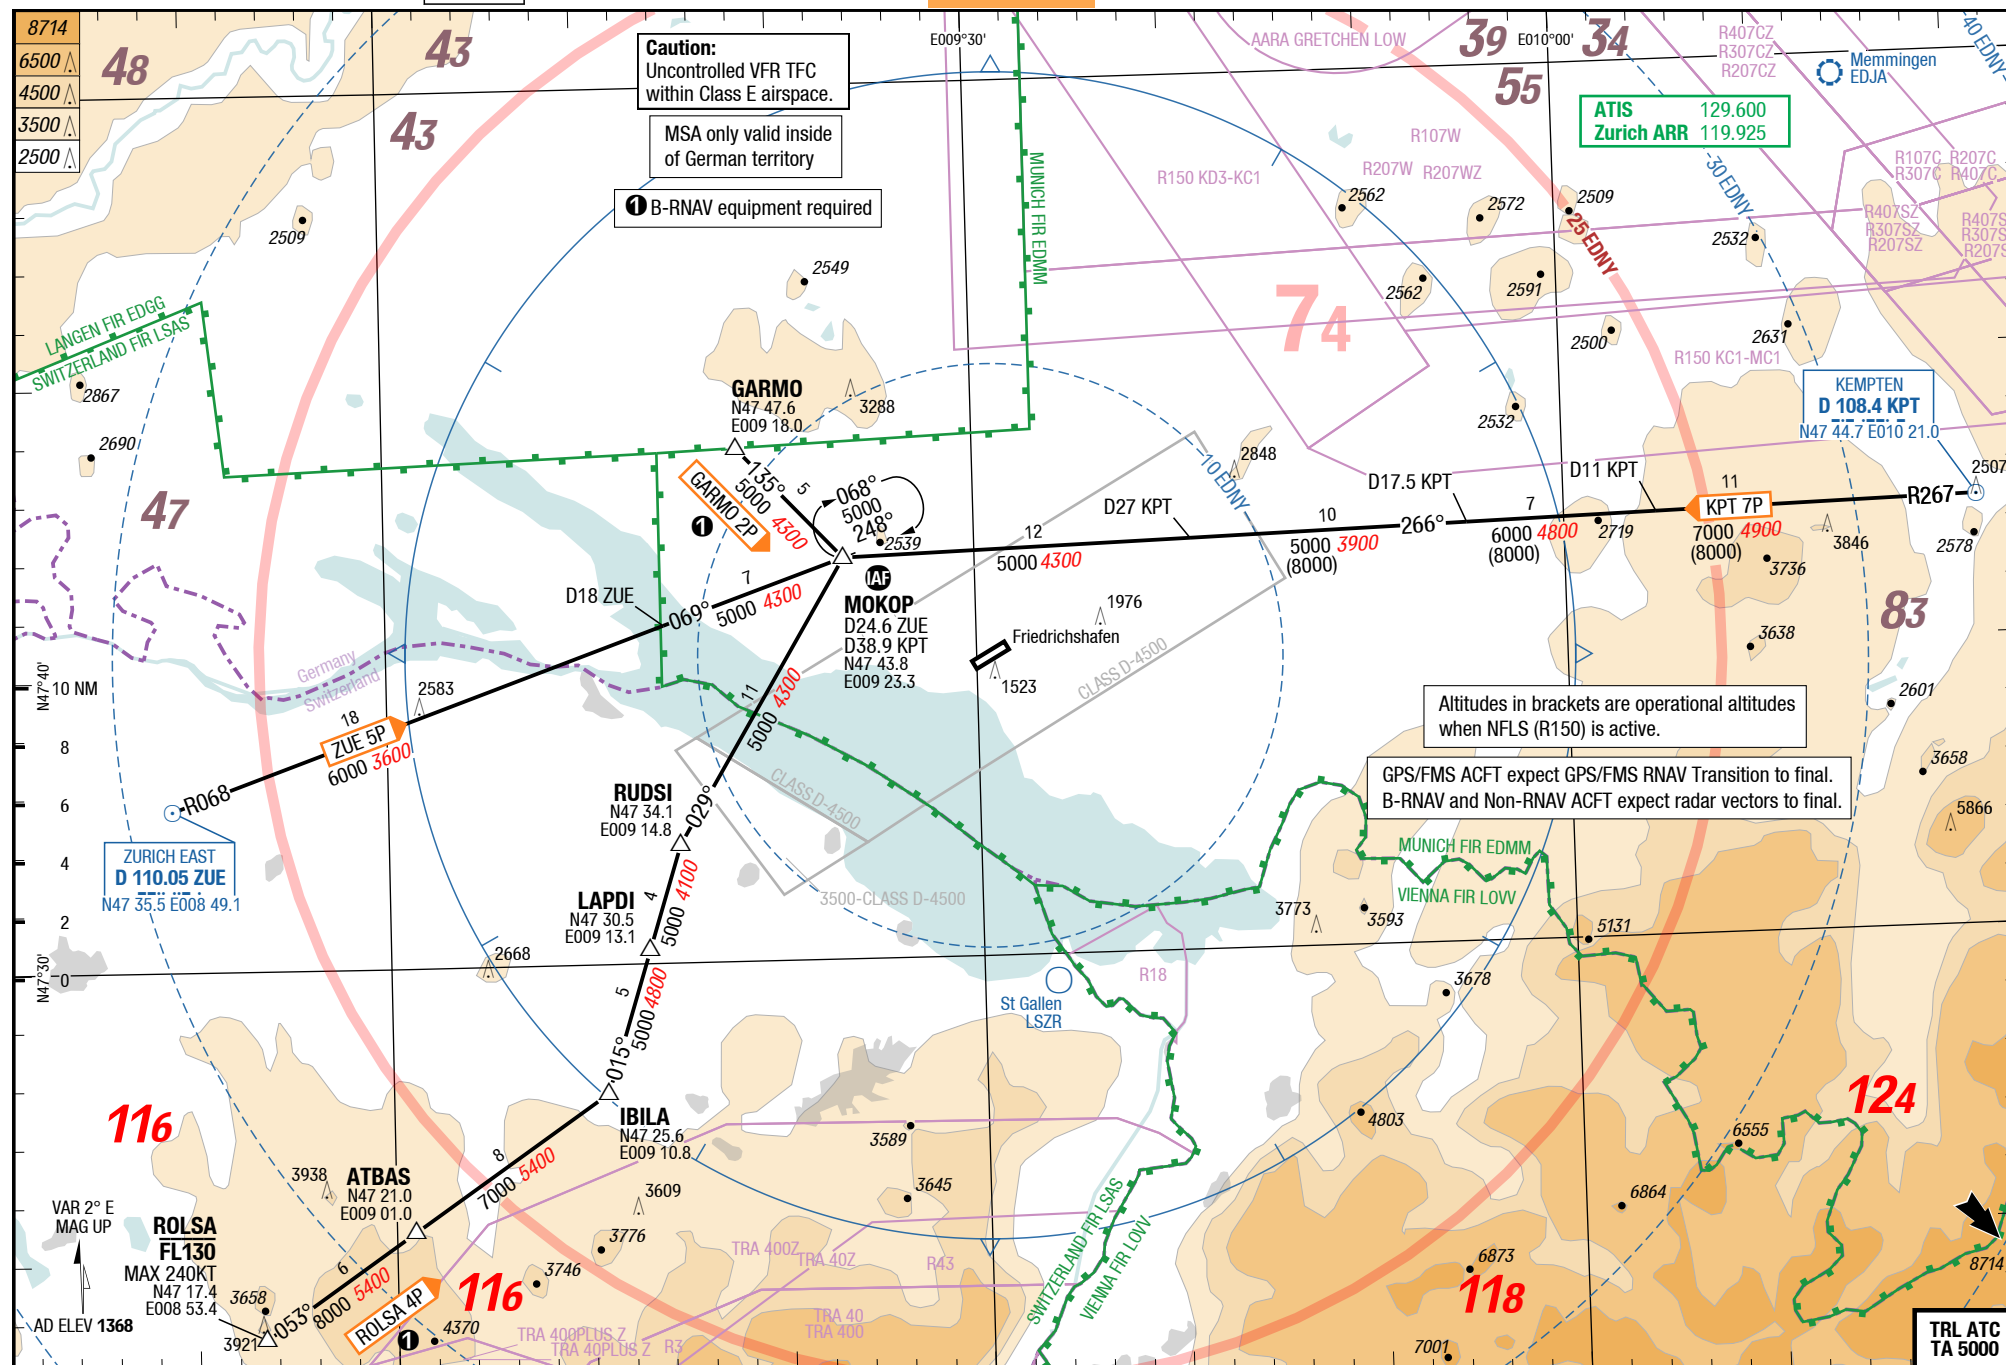 8714
6500
4500
3500
2500
48
43
43
39
34
55
47
74
83
116
116
118
124
Caution:
Uncontrolled VFR TFC
within Class E airspace.
MSA only valid inside
of German territory
1 B-RNAV equipment required
E009°30'
E010°00'
AARA GRETCHEN LOW
R407CZ
R307CZ
R207CZ
Memmingen
EDJA
40 EDNY
ATIS 129.600
Zurich ARR 119.925
R107W
R207W R207WZ
R150 KD3-KC1
R107C R207C
R307C R407C
R407SZ
R307SZ
R207SZ
R407S
R307S
R207S
30 EDNY
25 EDNY
MUNICH FIR EDMM
2509
2549
2562
2572
2509
2532
2562
2591
2500
2631
R150 KC1-MC1
2532
LANGEN FIR EDGG
SWITZERLAND FIR LSAS
2867
2690
GARMO
N47 47.6
E009 18.0
3288
135°
5
5000 4300
GARMO 2P
1
068°
5000
248°
2539
2848
10 EDNY
KEMPTEN
D 108.4 KPT
N47 44.7 E010 21.0
2507
D27 KPT
D17.5 KPT
D11 KPT
11
KPT 7P
R267
12
5000 4300
10
5000 3900
(8000)
266°
7
6000 4800
(8000)
2719
7000 4900
(8000)
3846
3736
2578
IAF
MOKOP
D24.6 ZUE
D38.9 KPT
N47 43.8
E009 23.3
D18 ZUE
069°
7
5000 4300
1976
Friedrichshafen
1523
CLASS D-4500
3638
2601
3658
5866
N47°40'
10 NM
8
6
4
2
0
N47°30'
Germany
Switzerland
2583
18
ZUE 5P
6000 3600
R068
ZURICH EAST
D 110.05 ZUE
N47 35.5 E008 49.1
11
5000 4300
RUDSI
N47 34.1
E009 14.8
029°
CLASS D-4500
3500-CLASS D-4500
Altitudes in brackets are operational altitudes
when NFLS (R150) is active.
GPS/FMS ACFT expect GPS/FMS RNAV Transition to final.
B-RNAV and Non-RNAV ACFT expect radar vectors to final.
MUNICH FIR EDMM
VIENNA FIR LOVV
LAPDI
N47 30.5
E009 13.1
4
5000 4100
2668
5
5000 4800
015°
3773
3593
5131
3678
St Gallen
LSZR
R18
IBILA
N47 25.6
E009 10.8
8
7000 5400
3589
3645
3609
3776
3746
3938
ATBAS
N47 21.0
E009 01.0
4803
6555
6864
6873
7001
8714
VAR 2° E
MAG UP
AD ELEV 1368
ROLSA
FL130
MAX 240KT
N47 17.4
E008 53.4
3658
3921
053°
6
8000 5400
ROLSA 4P
1
4370
TRA 400Z
TRA 40Z
R43
TRA 40
TRA 400
TRA 400PLUS Z
TRA 40PLUS Z
R3
SWITZERLAND FIR LSAS
VIENNA FIR LOVV
TRL ATC
TA 5000